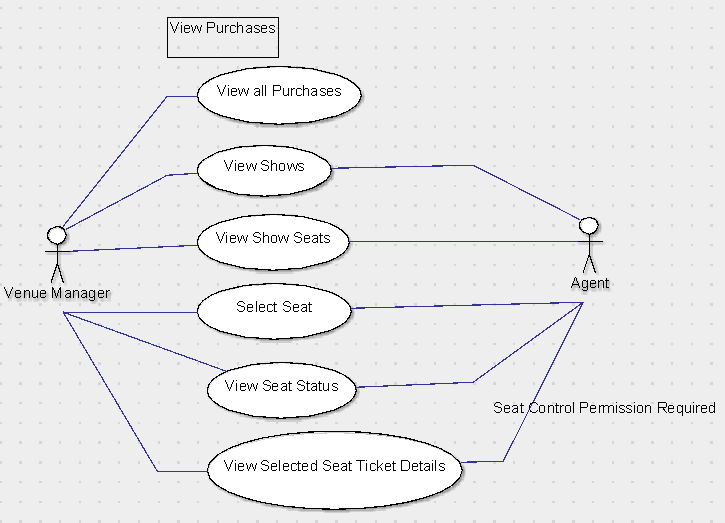 View Purchases
View all Purchases
View Shows
View Show Seats
Venue Manager
Agent
Select Seat
View Seat Status
Seat Control Permission Required
View Selected Seat Ticket Details